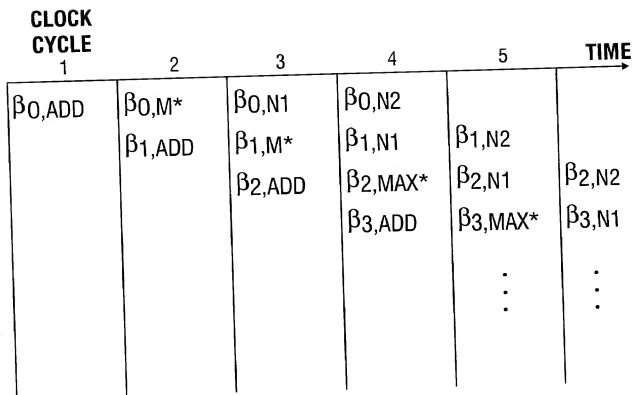 CLOCK
CYCLE
1 2 3 4 5 TIME
β0,ADD β0,M* β0,N1 β0,N2
β1,ADD β1,M* β1,N1 β1,N2
β2,ADD β2,MAX* β2,N1 β2,N2
β3,ADD β3,MAX* β3,N1